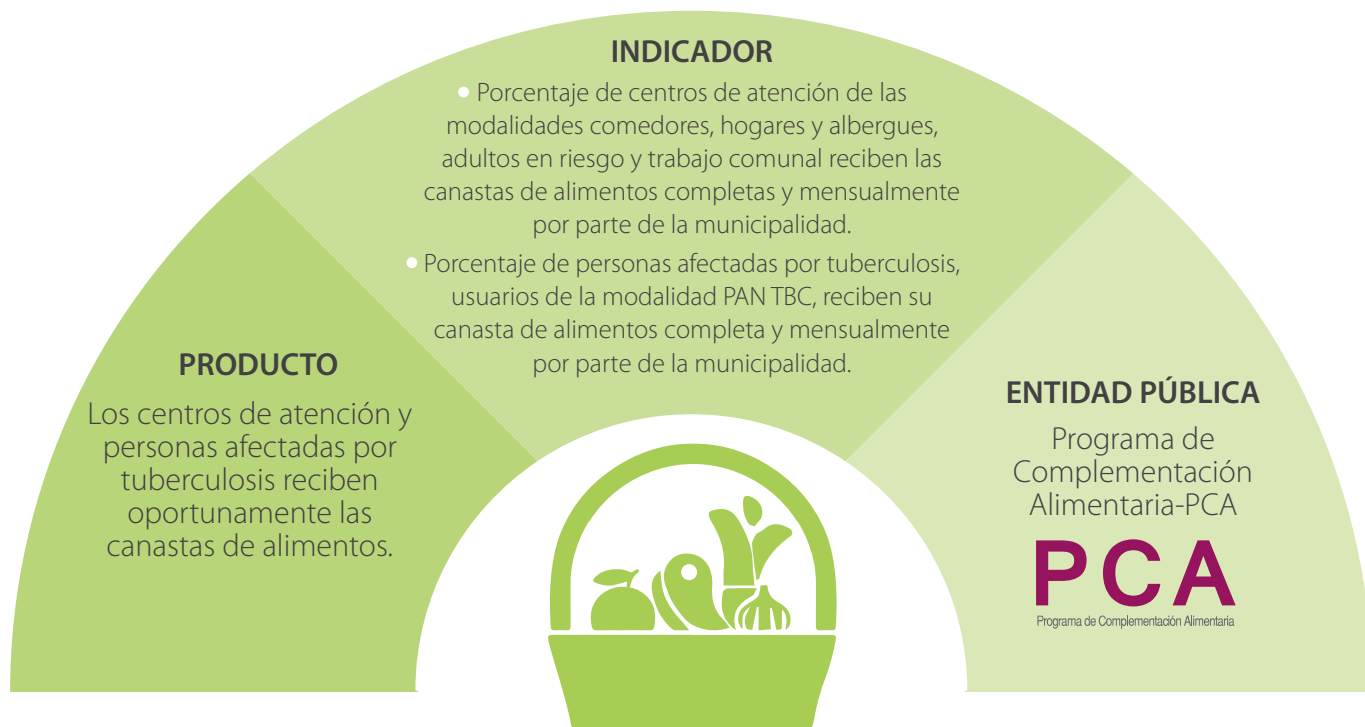 INDICADOR
• Porcentaje de centros de atención de las
modalidades comedores, hogares y albergues,
adultos en riesgo y trabajo comunal reciben las
canastas de alimentos completas y mensualmente
por parte de la municipalidad.
• Porcentaje de personas afectadas por tuberculosis,
usuarios de la modalidad PAN TBC, reciben su
canasta de alimentos completa y mensualmente
por parte de la municipalidad.
PRODUCTO
Los centros de atención y
personas afectadas por
tuberculosis reciben
oportunamente las
canastas de alimentos.
ENTIDAD PÚBLICA
Programa de
Complementación
Alimentaria-PCA
PCA
Programa de Complementación Alimentaria